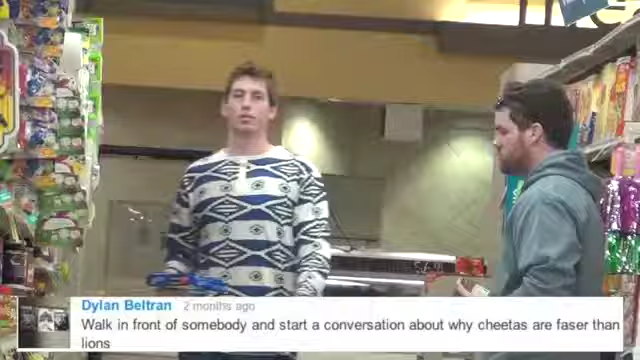 Dylan Beltran 2 months ago
Walk in front of somebody and start a conversation about why cheetas are faser than
lions